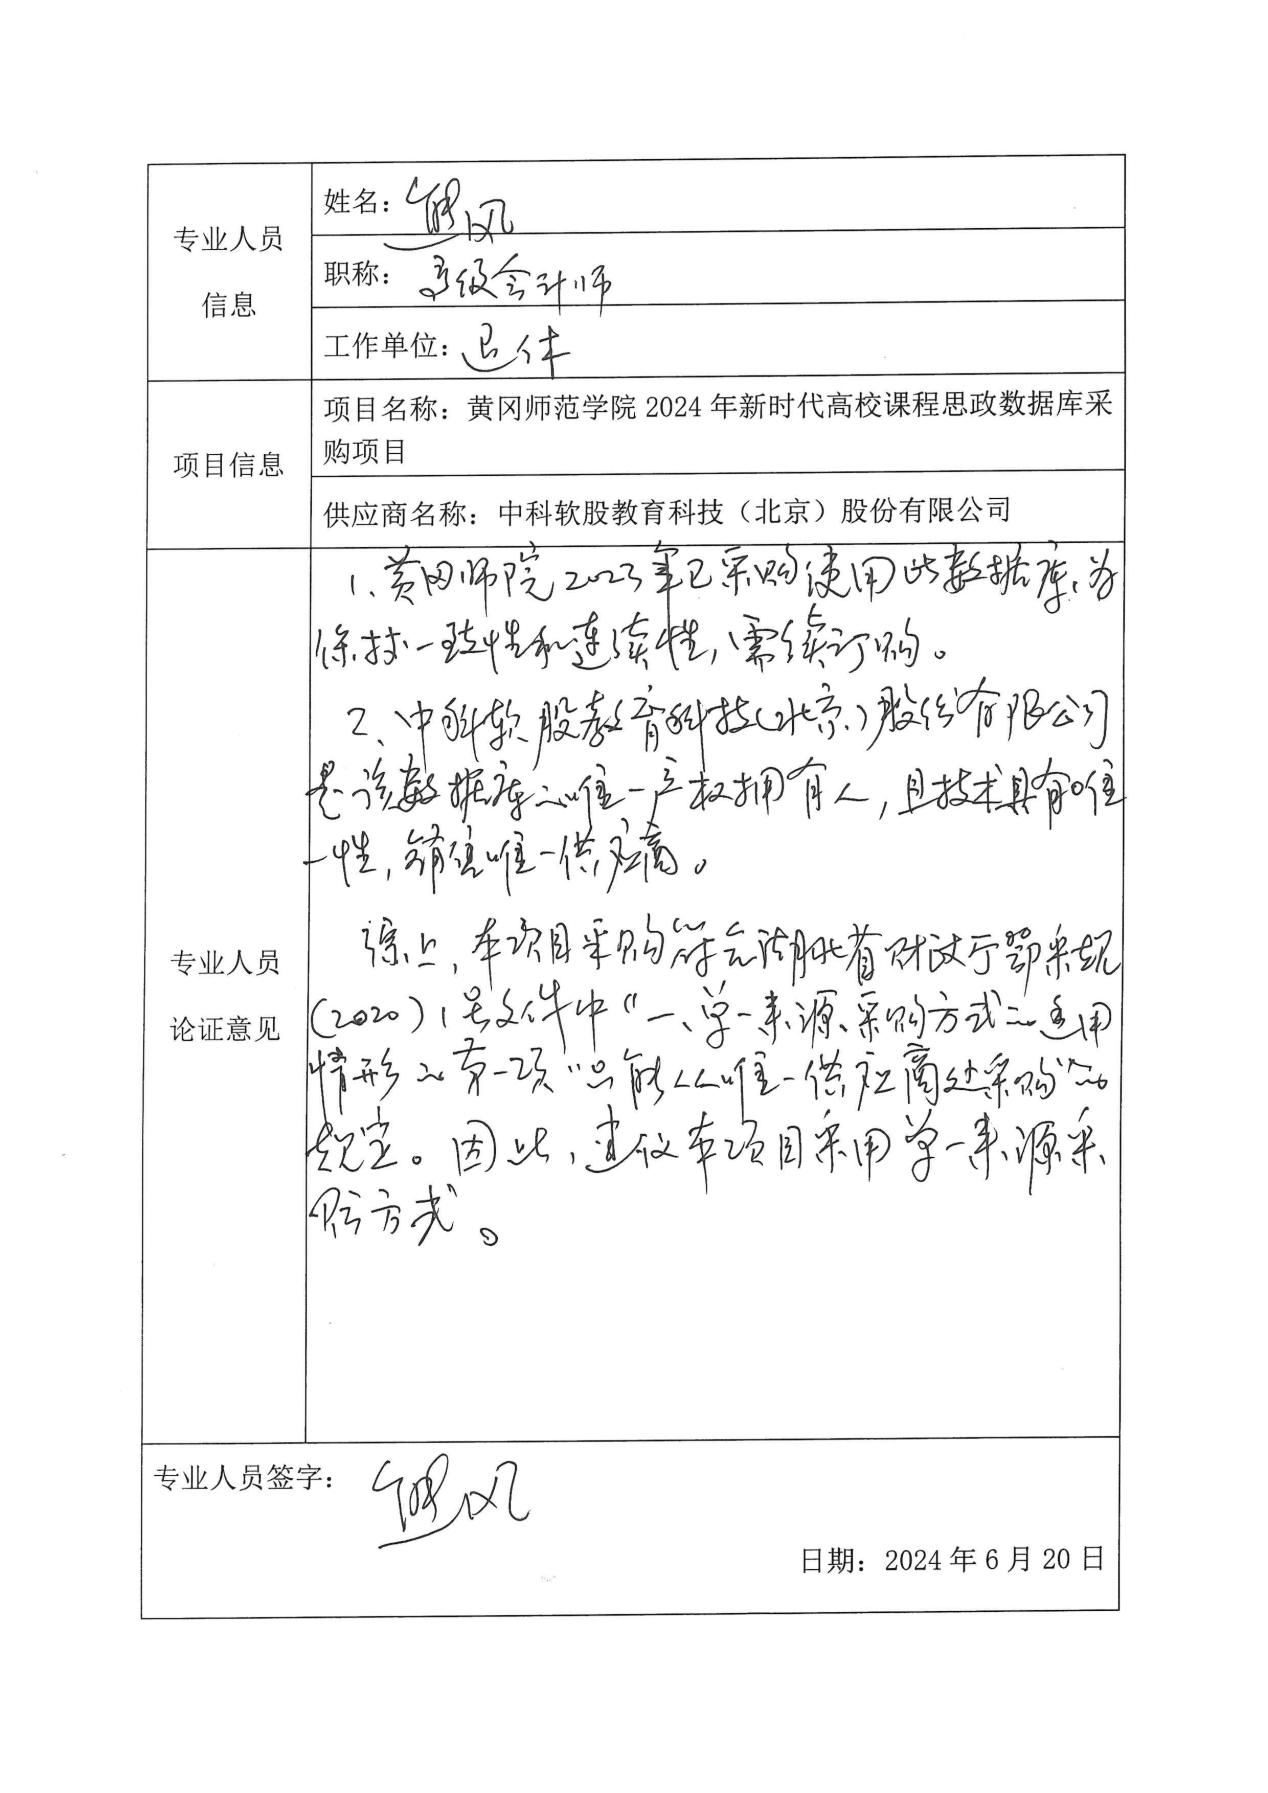 专业人员
信息
姓名：熊风
职称：高级会计师
工作单位：退休
项目信息
项目名称：黄冈师范学院 2024 年新时代高校课程思政数据库采
购项目
供应商名称：中科软股教育科技（北京）股份有限公司
专业人员
论证意见
1、黄冈师院2023年已采购使用此数据库，为
保持一致性和连续性，需续订购。
2、中科软股教育科技（北京）股份有限公司
是该数据库的唯一产权拥有人，且技术具有唯
一性，销售唯一供应商。
综上，本项目采购符合湖北省财政厅鄂采规
（2020）1号文件中“一、单一来源采购方式的适用
情形的第一项“只能从唯一供应商处采购”的
规定。因此，建议本项目采用单一来源采
购方式”。
专业人员签字：熊风
日期：2024 年 6 月 20 日